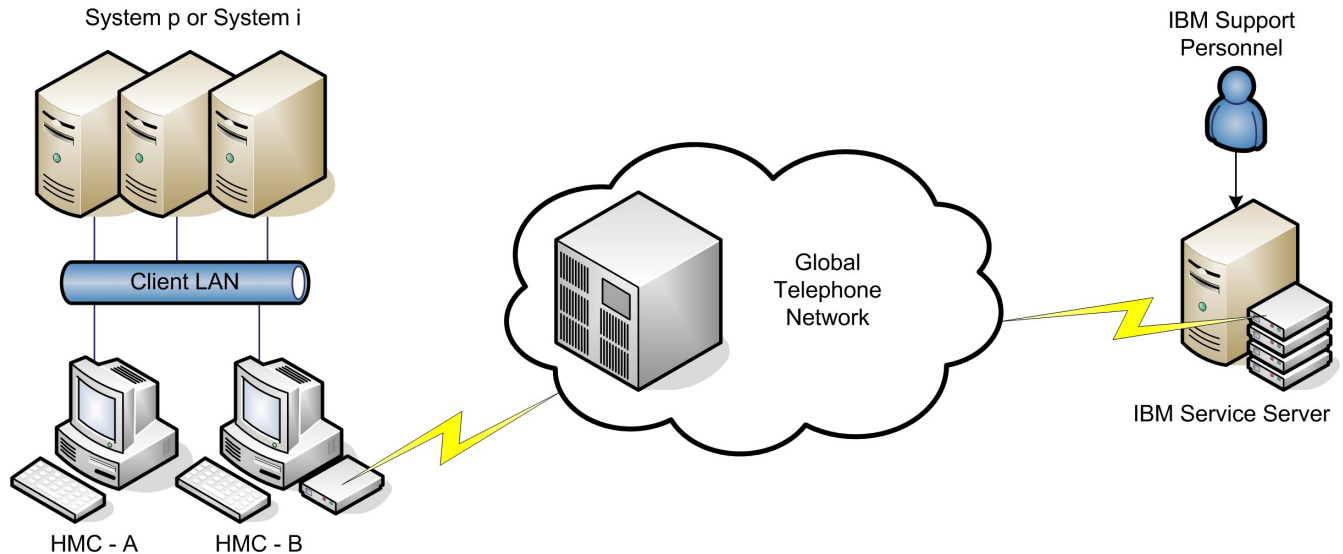 System p or System i
IBM Support
Personnel
Client LAN
Global
Telephone
Network
IBM Service Server
HMC - A
HMC - B